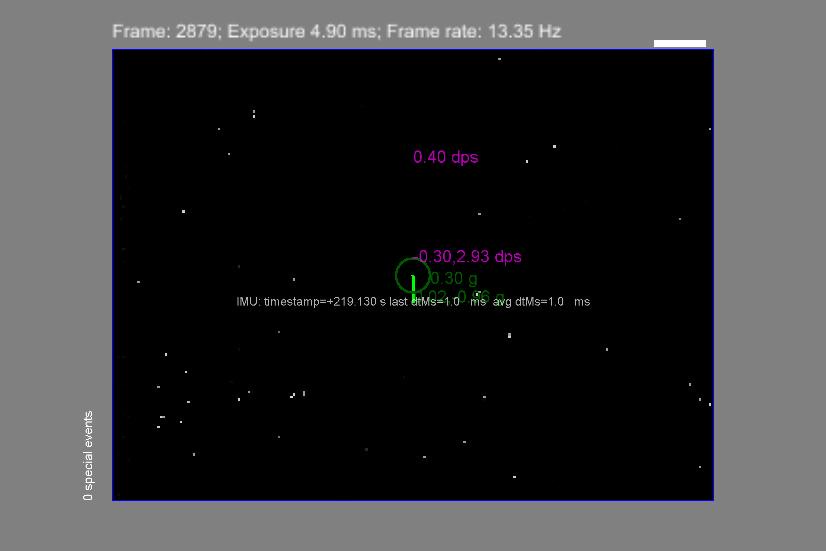 Frame: 2879; Exposure 4.90 ms; Frame rate: 13.35 Hz
0.40 dps
-0.30,2.93 dps
0.30 g
IMU: timestamp=+219.130 s last dtMs=1.0 ms avg dtMs=1.0 ms
0 special events